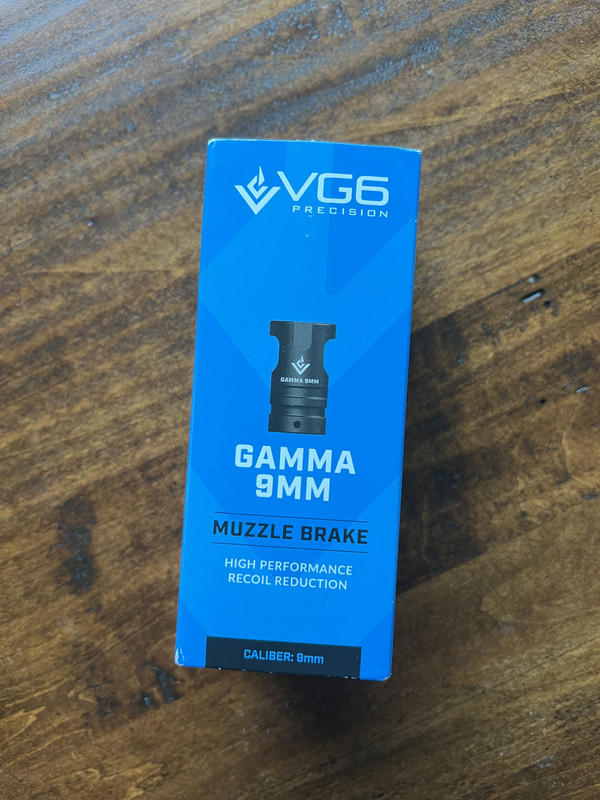 VG6
PRECISION
GAMMA 9MM
GAMMA
9MM
MUZZLE BRAKE
HIGH PERFORMANCE
RECOIL REDUCTION
CALIBER: 9mm